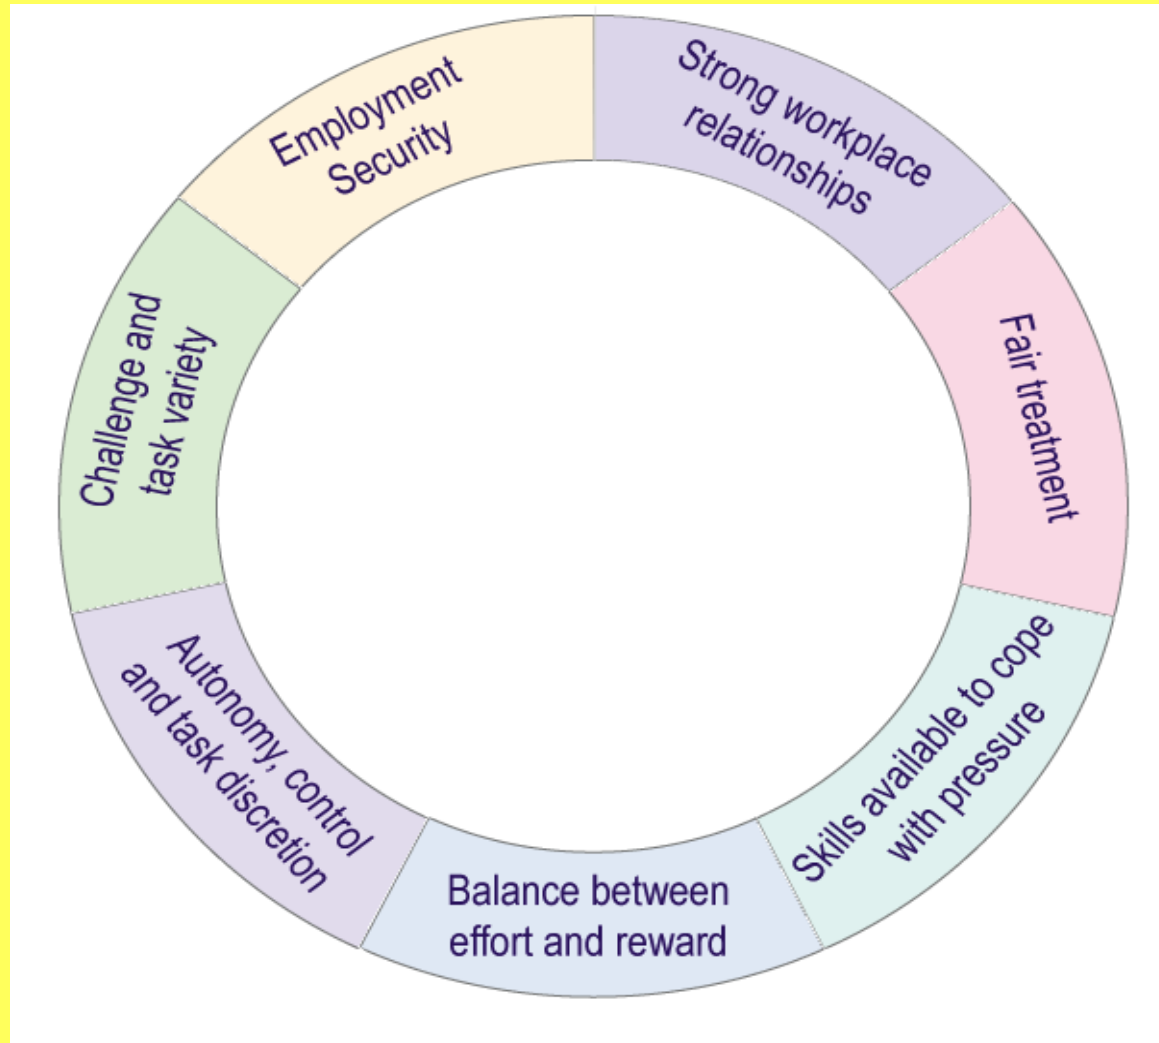 Strong workplace
relationships
Fair treatment
Skills available to cope
with pressure
Balance between
effort and reward
Autonomy, control
and task discretion
Challenge and
task variety
Employment
Security